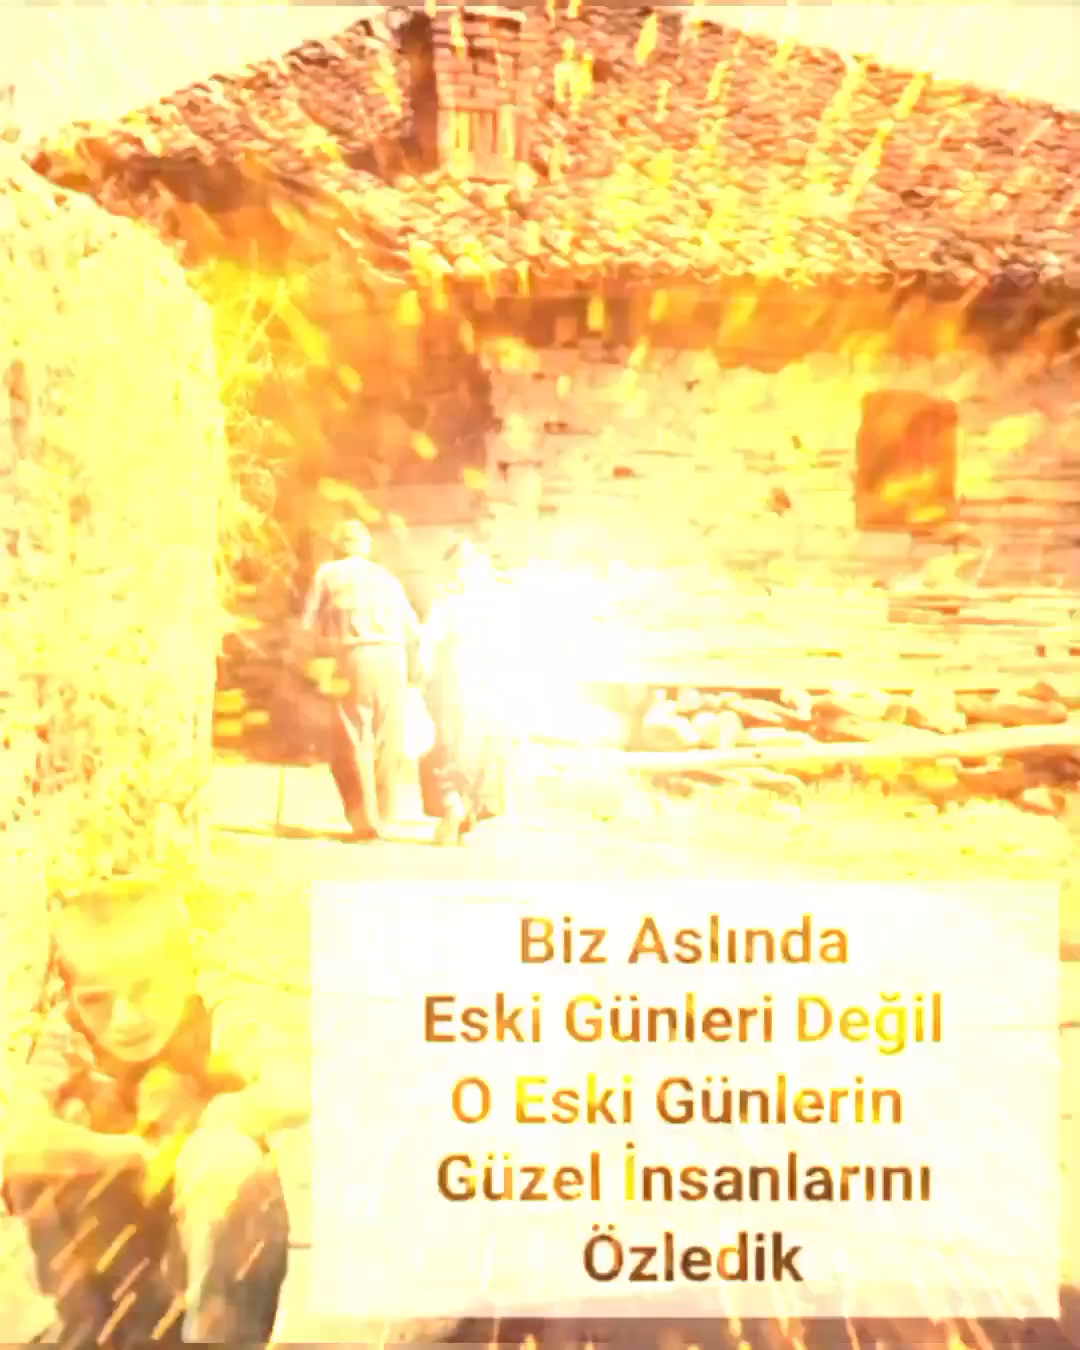 Biz Aslında
Eski Günleri Değil
O Eski Günlerin
Güzel İnsanlarını
Özledik